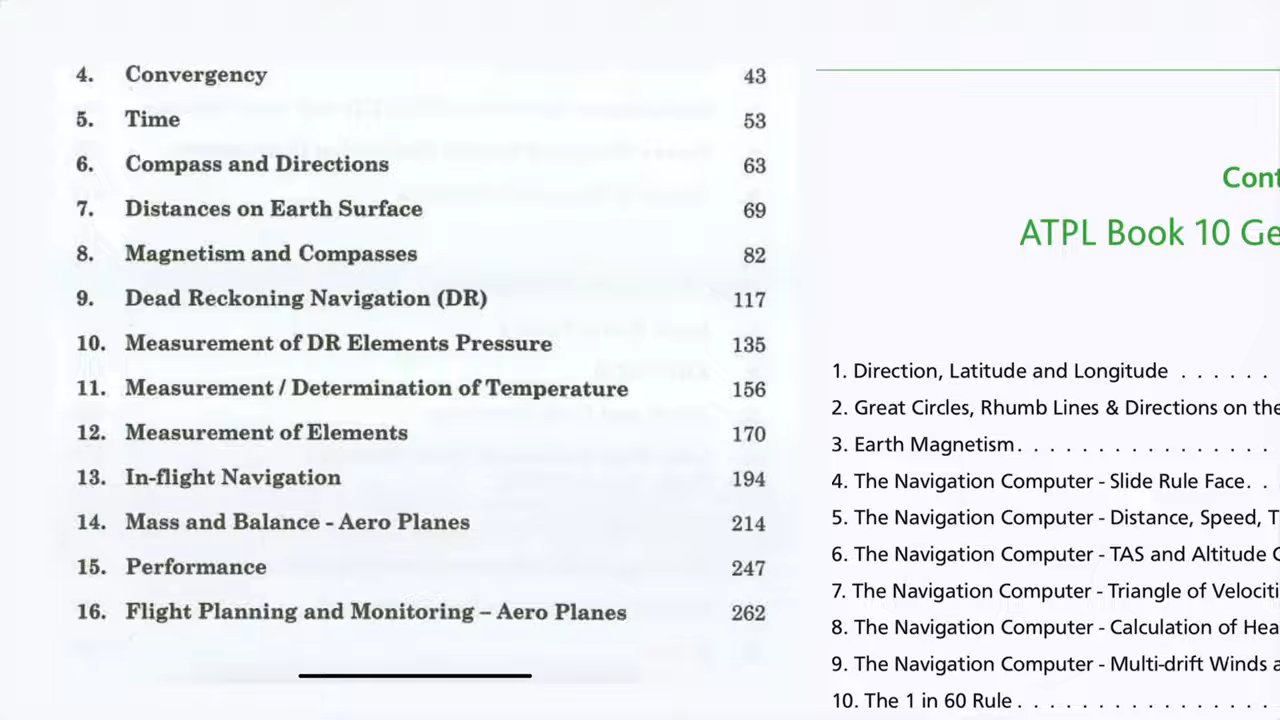 4. Convergency 43
5. Time 53
6. Compass and Directions 63
7. Distances on Earth Surface 69
8. Magnetism and Compasses 82
9. Dead Reckoning Navigation (DR) 117
10. Measurement of DR Elements Pressure 135
11. Measurement / Determination of Temperature 156
12. Measurement of Elements 170
13. In-flight Navigation 194
14. Mass and Balance - Aero Planes 214
15. Performance 247
16. Flight Planning and Monitoring – Aero Planes 262
Cont
ATPL Book 10 Ge
1. Direction, Latitude and Longitude . . . . . .
2. Great Circles, Rhumb Lines & Directions on the
3. Earth Magnetism. . . . . . . . . . . . . . . .
4. The Navigation Computer - Slide Rule Face. . .
5. The Navigation Computer - Distance, Speed, T
6. The Navigation Computer - TAS and Altitude C
7. The Navigation Computer - Triangle of Velociti
8. The Navigation Computer - Calculation of Hea
9. The Navigation Computer - Multi-drift Winds a
10. The 1 in 60 Rule . . . . . . . . . . . . . . . .